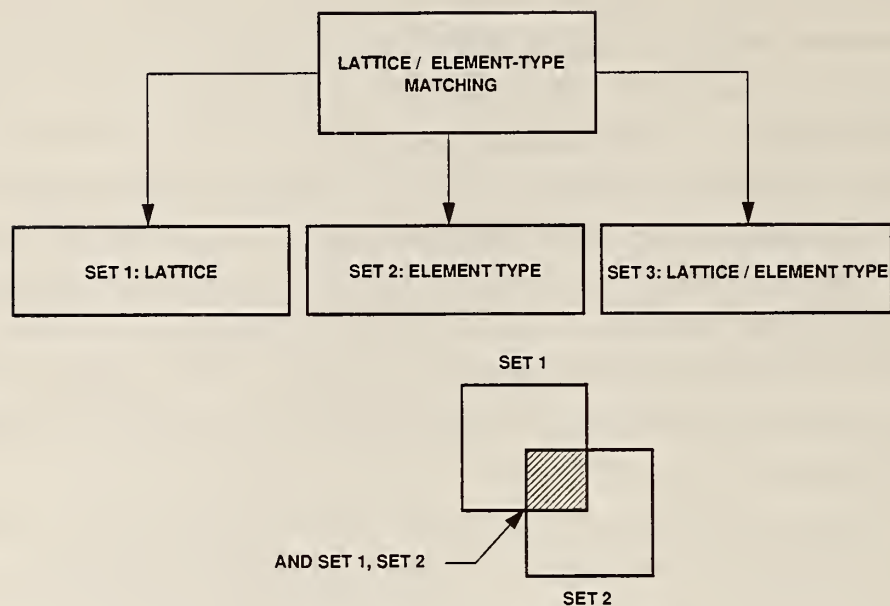 LATTICE / ELEMENT-TYPE
MATCHING
SET 1: LATTICE
SET 2: ELEMENT TYPE
SET 3: LATTICE / ELEMENT TYPE
SET 1
AND SET 1, SET 2
SET 2